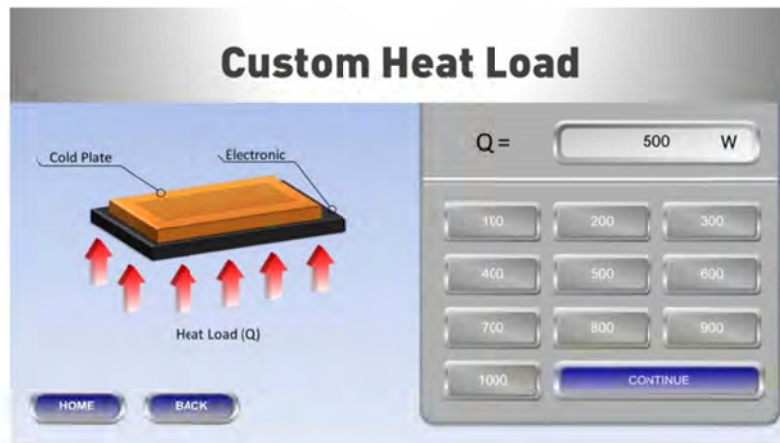 Custom Heat Load
Cold Plate
Electronic
Heat Load (Q)
HOME
BACK
Q = 500 W
100 200 300
400 500 600
700 800 900
1000 CONTINUE